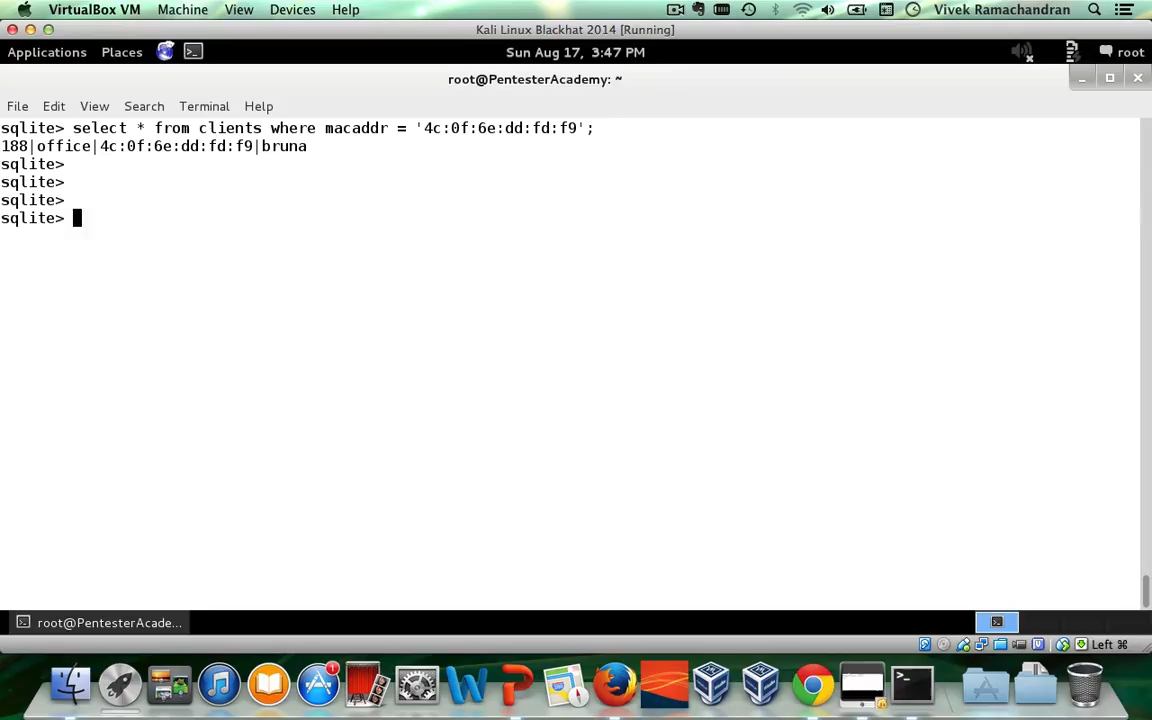 VirtualBox VM Machine View Devices Help Vivek Ramachandran
Kali Linux Blackhat 2014 [Running]
Applications Places Sun Aug 17, 3:47 PM root
root@PentesterAcademy: ~
File Edit View Search Terminal Help
sqlite> select * from clients where macaddr = '4c:0f:6e:dd:fd:f9';
188|office|4c:0f:6e:dd:fd:f9|bruna
sqlite>
sqlite>
sqlite>
sqlite>
root@PentesterAcade...
Left ⌘
1